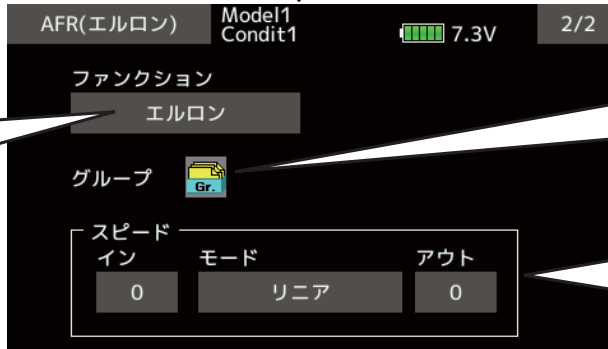 AFR(エルロン)
Model1
Condit1
7.3V
2/2
ファンクション
エルロン
グループ
Gr.
スピード
イン
モード
アウト
0
リニア
0